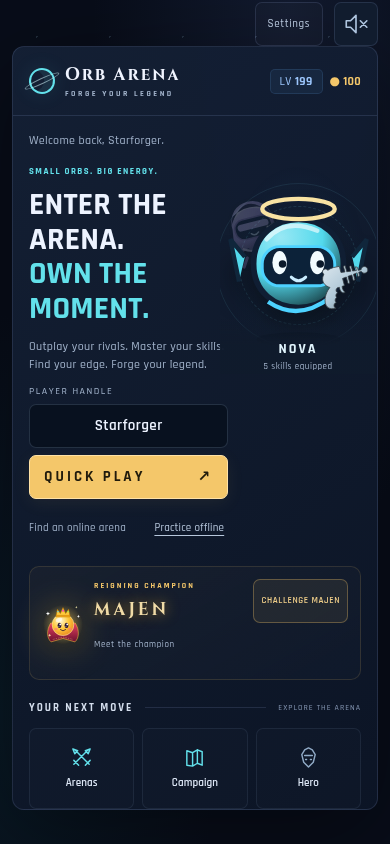 Settings
ORB ARENA
FORGE YOUR LEGEND
LV 199
100
Welcome back, Starforger.
SMALL ORBS. BIG ENERGY.
ENTER THE
ARENA.
OWN THE
MOMENT.
Outplay your rivals. Master your skills
Find your edge. Forge your legend.
NOVA
5 skills equipped
PLAYER HANDLE
Starforger
QUICK PLAY ↗
Find an online arena
Practice offline
REIGNING CHAMPION
MAJEN
Meet the champion
CHALLENGE MAJEN
YOUR NEXT MOVE
EXPLORE THE ARENA
Arenas
Campaign
Hero